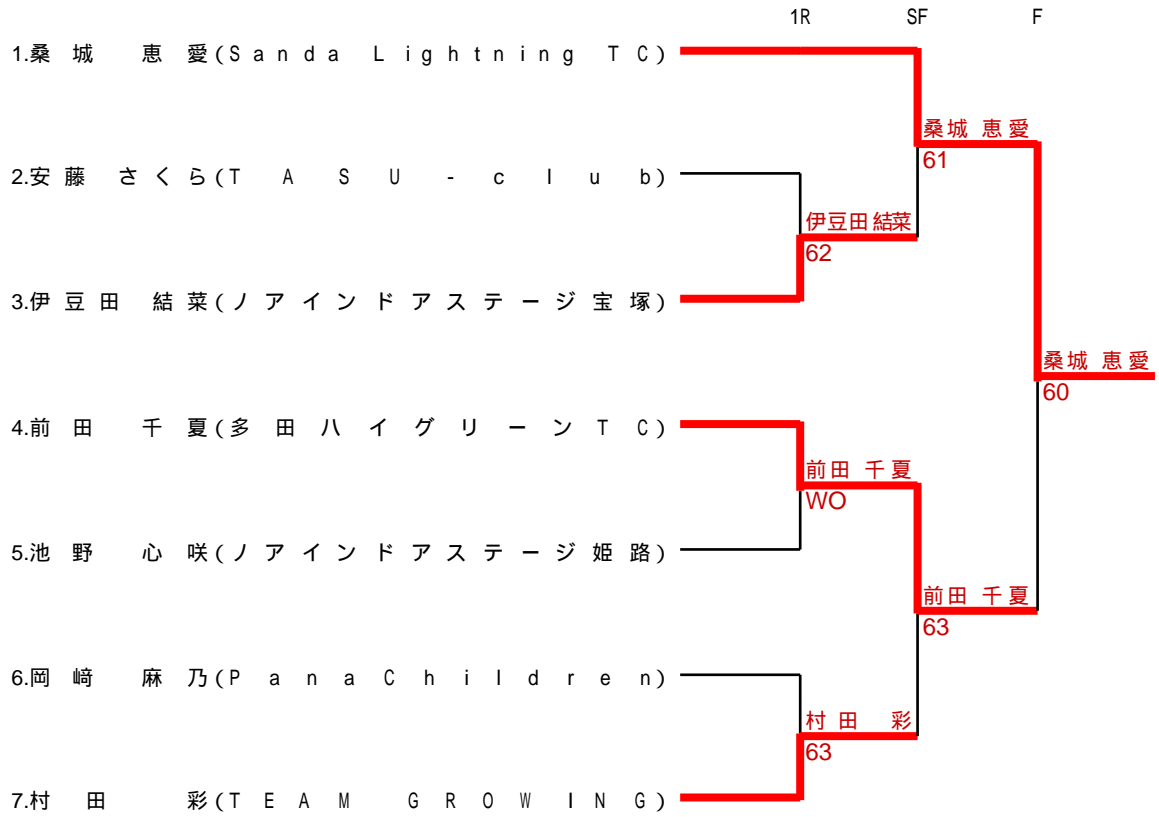 1R SF F
1.桑城 恵愛(Sanda Lightning TC)
桑城 恵愛
61
2.安藤 さくら(TASU-club)
伊豆田 結菜
62
3.伊豆田 結菜(ノアインドアステージ宝塚)
桑城 恵愛
60
4.前田 千夏(多田ハイグリーンTC)
前田 千夏
WO
5.池野 心咲(ノアインドアステージ姫路)
前田 千夏
63
6.岡﨑 麻乃(PanaChildren)
村田 彩
63
7.村田 彩(TEAM GROWING)